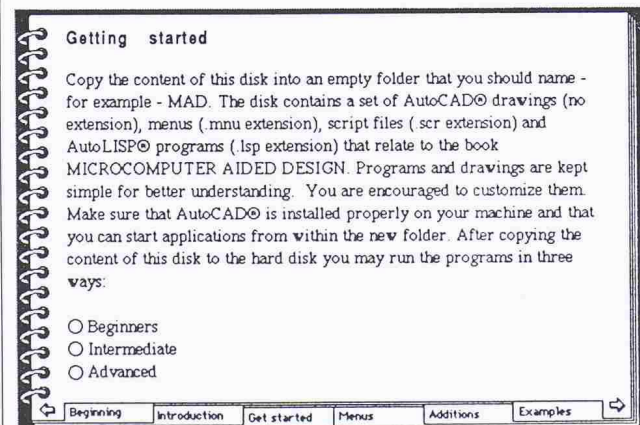 Getting started
Copy the content of this disk into an empty folder that you should name -
for example - MAD. The disk contains a set of AutoCAD® drawings (no
extension), menus (.mnu extension), script files (.scr extension) and
AutoLISP® programs (.lsp extension) that relate to the book
MICROCOMPUTER AIDED DESIGN. Programs and drawings are kept
simple for better understanding. You are encouraged to customize them.
Make sure that AutoCAD® is installed properly on your machine and that
you can start applications from within the new folder. After copying the
content of this disk to the hard disk you may run the programs in three
ways:
Beginners
Intermediate
Advanced
Beginning Introduction Get started Menus Additions Examples